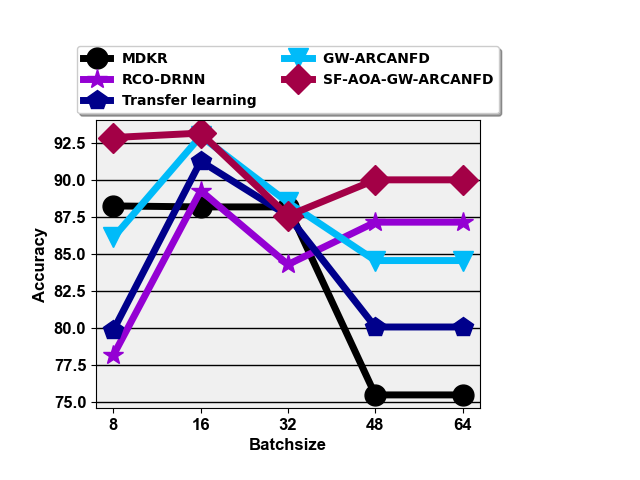 MDKR
RCO-DRNN
Transfer learning
GW-ARCANFD
SF-AOA-GW-ARCANFD
92.5
90.0
87.5
85.0
82.5
80.0
77.5
75.0
Accuracy
8 16 32 48 64
Batchsize